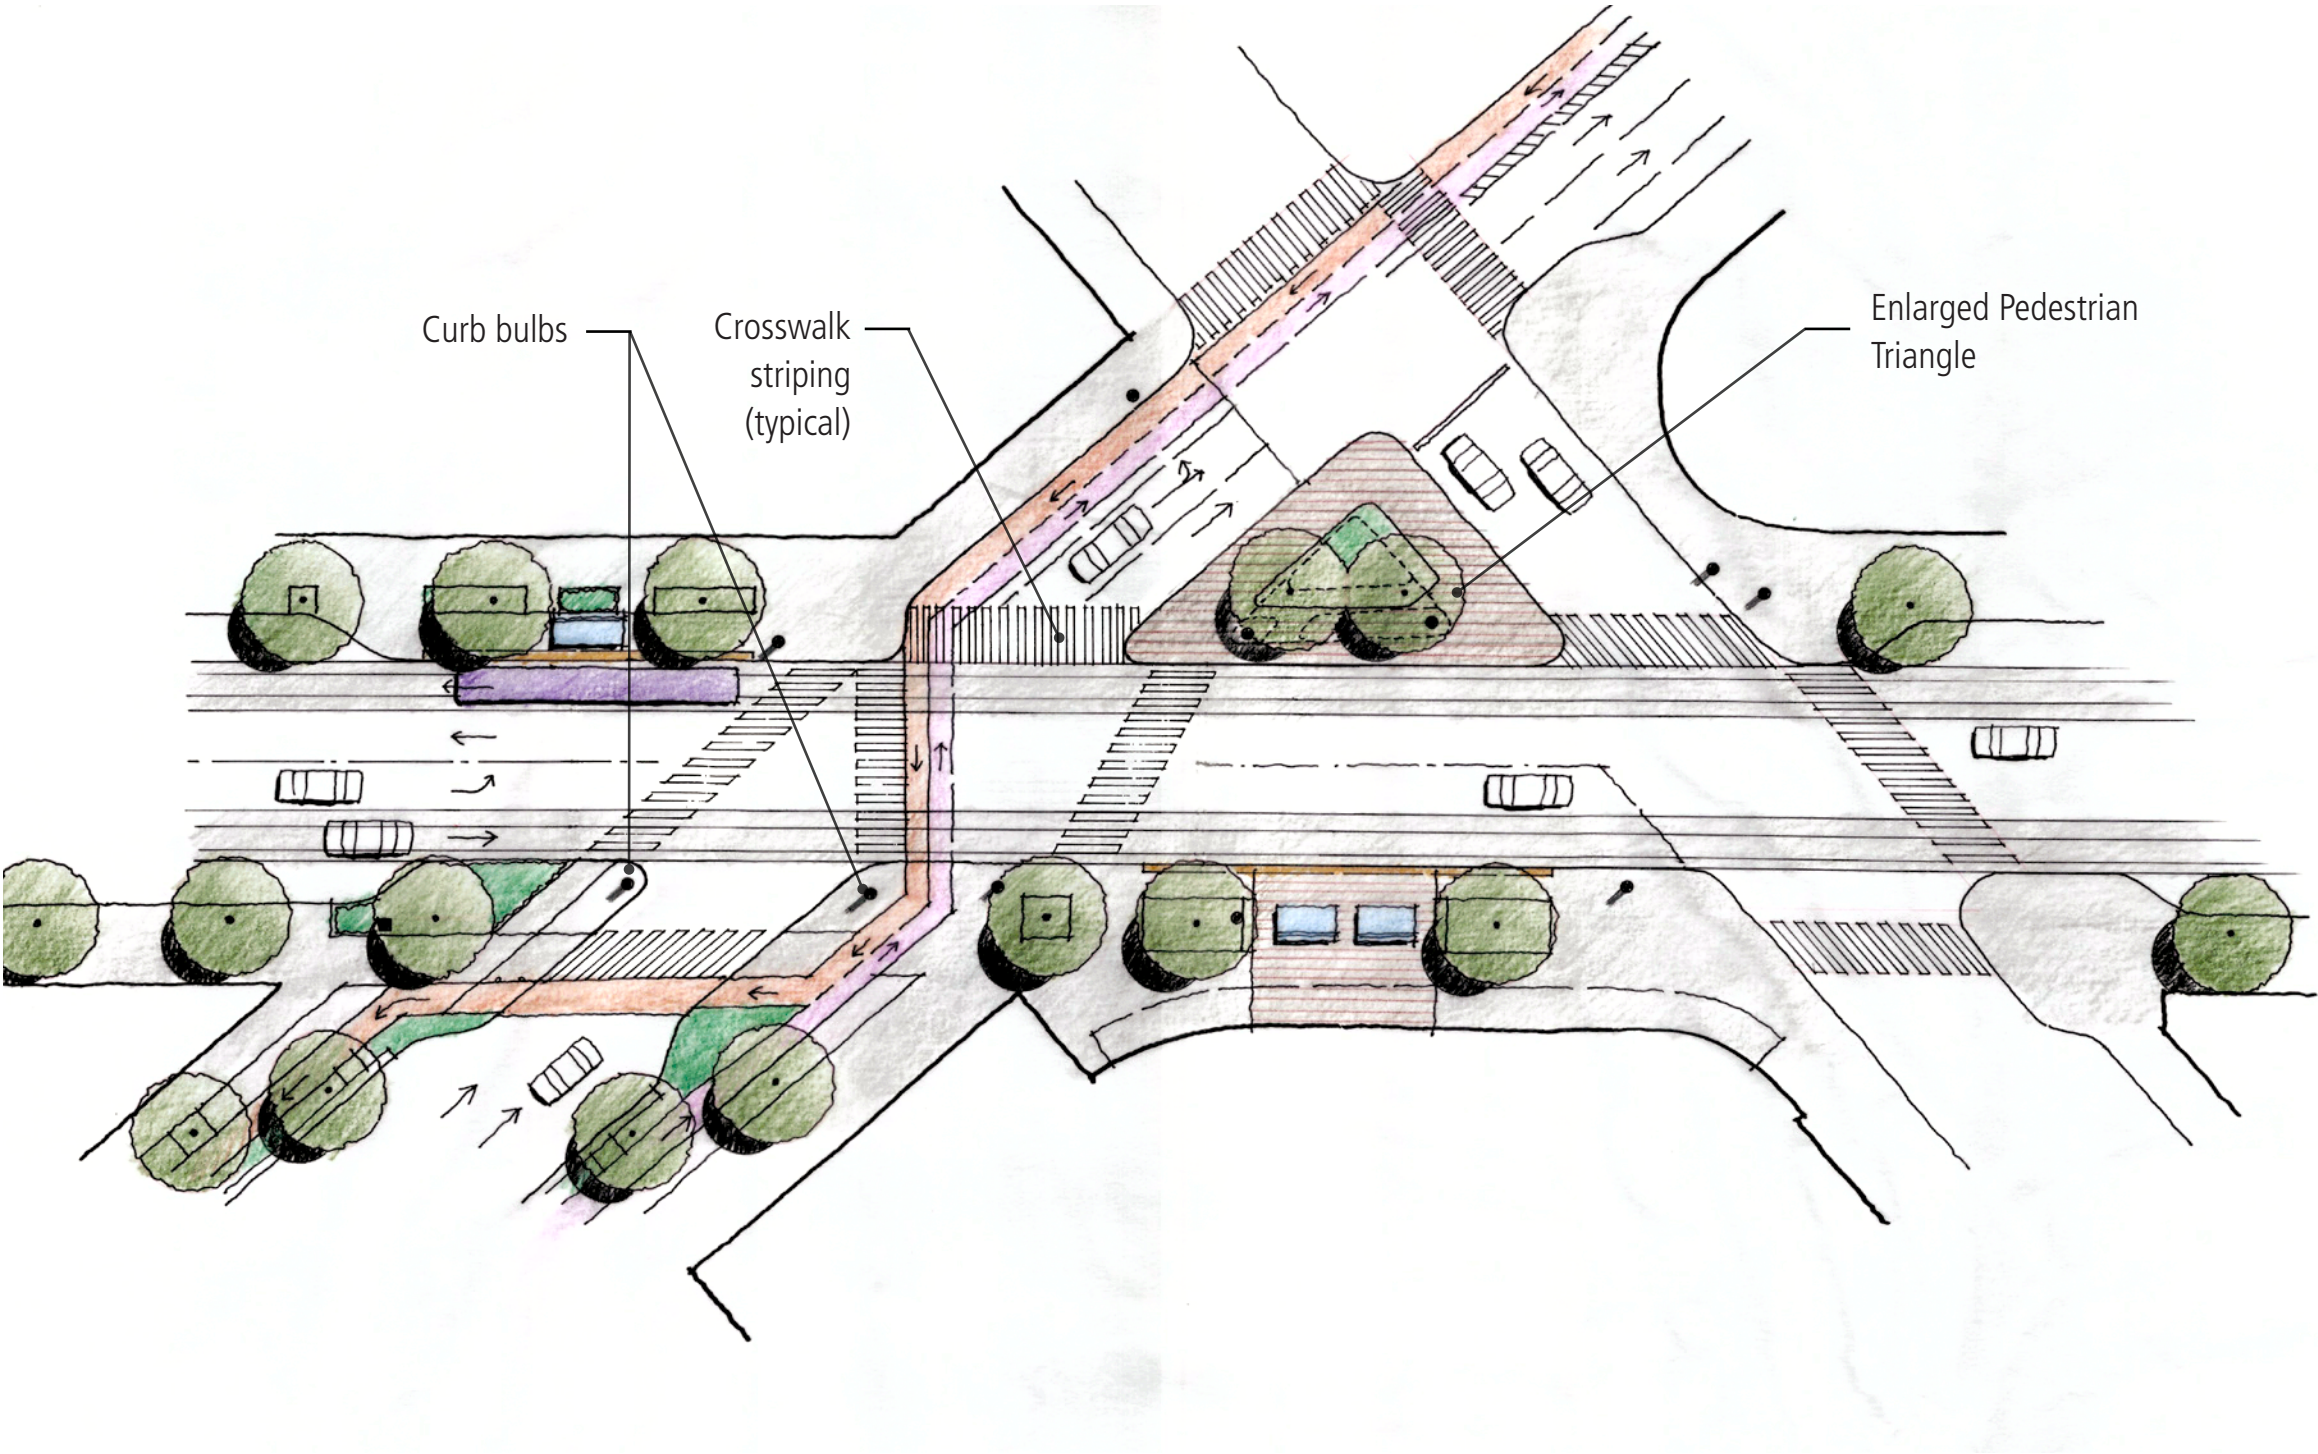 Curb bulbs
Crosswalk
striping
(typical)
Enlarged Pedestrian
Triangle